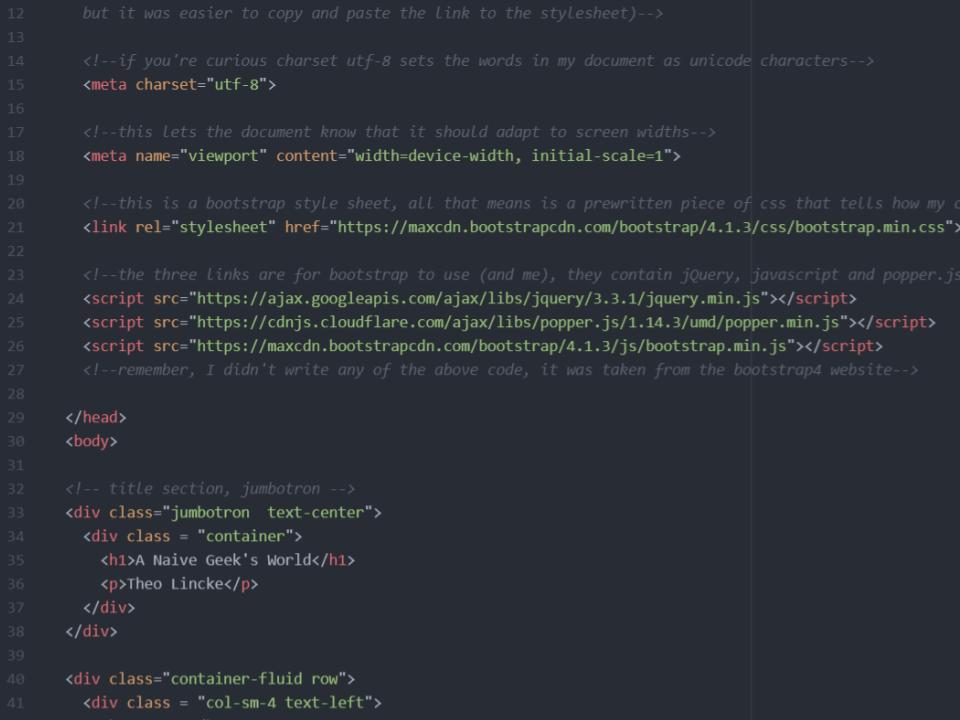 12 but it was easier to copy and paste the link to the stylesheet)-->
13
14 <!--if you're curious charset utf-8 sets the words in my document as unicode characters-->
15 <meta charset="utf-8">
16
17 <!--this lets the document know that it should adapt to screen widths-->
18 <meta name="viewport" content="width=device-width, initial-scale=1">
19
20 <!--this is a bootstrap style sheet, all that means is a prewritten piece of css that tells how my
21 <link rel="stylesheet" href="https://maxcdn.bootstrapcdn.com/bootstrap/4.1.3/css/bootstrap.min.css">
22
23 <!--the three links are for bootstrap to use (and me), they contain jQuery, javascript and popper.js
24 <script src="https://ajax.googleapis.com/ajax/libs/jquery/3.3.1/jquery.min.js"></script>
25 <script src="https://cdnjs.cloudflare.com/ajax/libs/popper.js/1.14.3/umd/popper.min.js"></script>
26 <script src="https://maxcdn.bootstrapcdn.com/bootstrap/4.1.3/js/bootstrap.min.js"></script>
27 <!--remember, I didn't write any of the above code, it was taken from the bootstrap4 website-->
28
29 </head>
30 <body>
31
32 <!-- title section, jumbotron -->
33 <div class="jumbotron  text-center">
34 <div class = "container">
35 <h1>A Naive Geek's World</h1>
36 <p>Theo Lincke</p>
37 </div>
38 </div>
39
40 <div class="container-fluid row">
41 <div class = "col-sm-4 text-left">